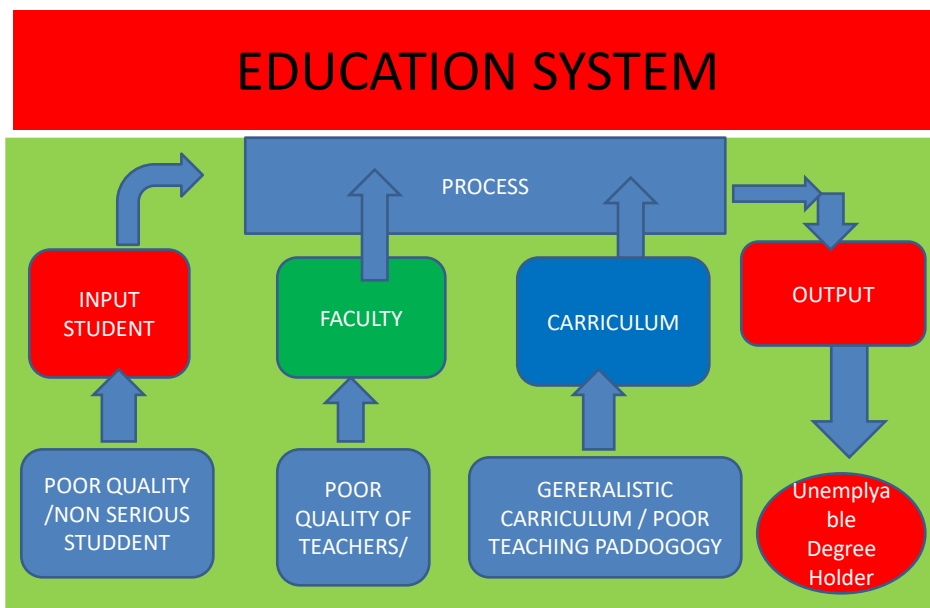 EDUCATION SYSTEM
PROCESS
INPUT
STUDENT
FACULTY
CARRICULUM
OUTPUT
POOR QUALITY
/NON SERIOUS
STUDDENT
POOR
QUALITY OF
TEACHERS/
GERERALISTIC
CARRICULUM / POOR
TEACHING PADDOGOGY
Unemplya
ble
Degree
Holder